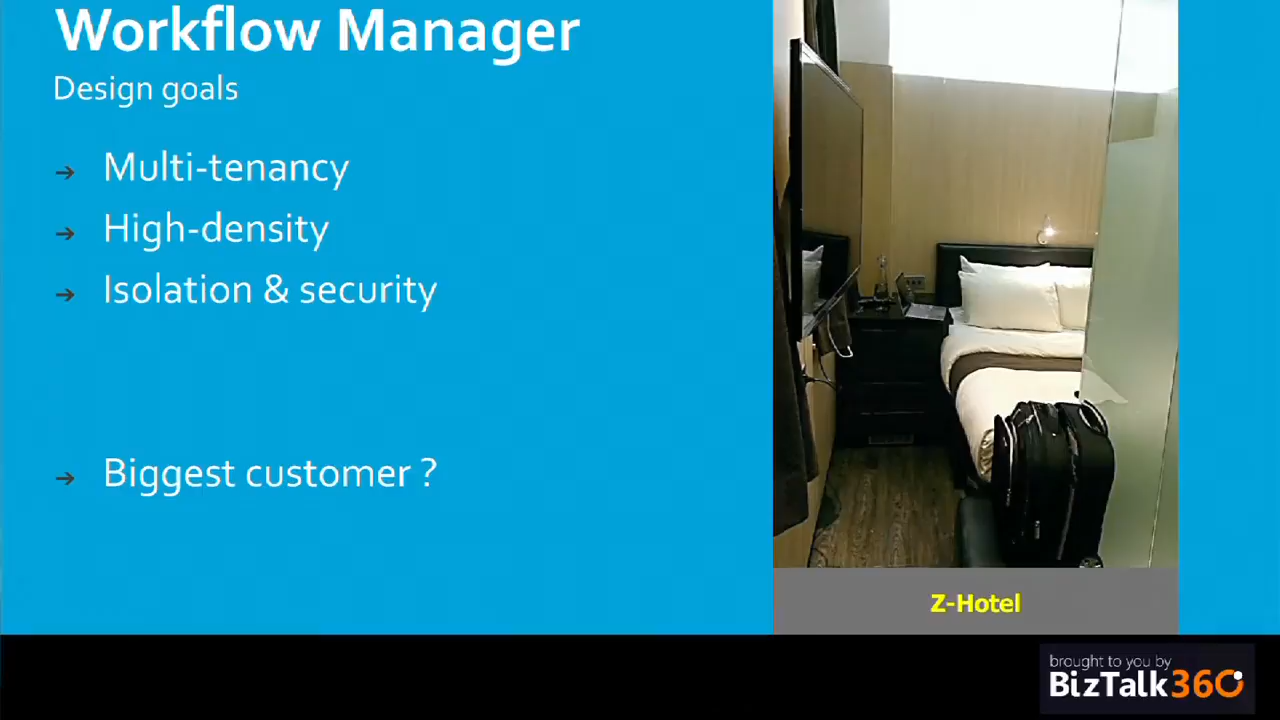 Workflow Manager
Design goals
→ Multi-tenancy
→ High-density
→ Isolation & security
→ Biggest customer ?
Z-Hotel
brought to you by
BizTalk360